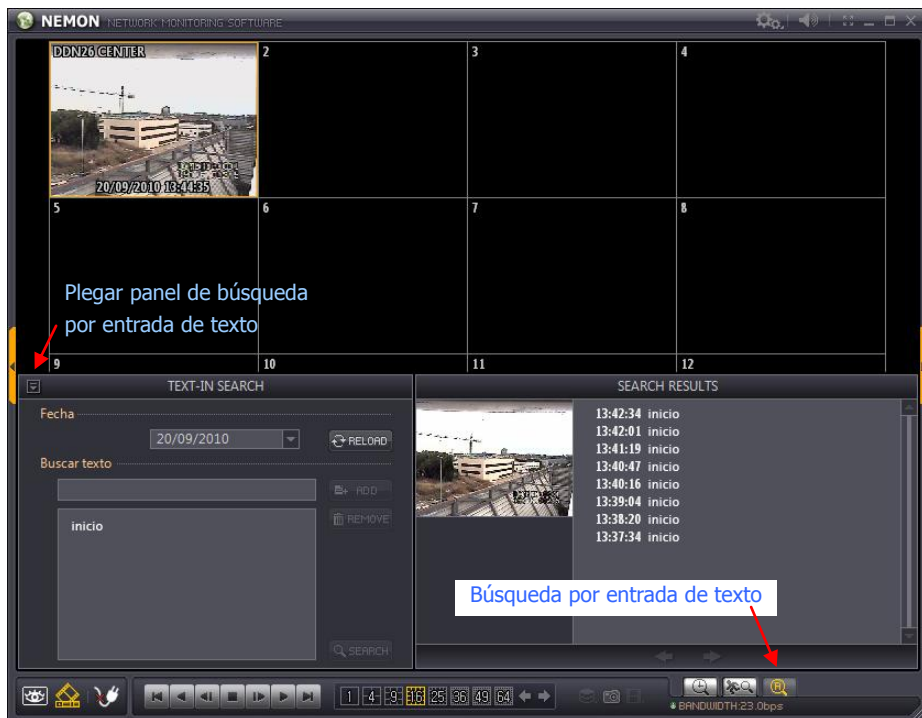 NEMON NETWORK MONITORING SOFTWARE
DDN26 CENTER
2
3
4
20/09/2010 13:44:35
5
6
7
8
Plegar panel de búsqueda
por entrada de texto
9
10
11
12
TEXT-IN SEARCH
SEARCH RESULTS
Fecha
20/09/2010
RELOAD
Buscar texto
ADD
REMOVE
inicio
SEARCH
13:42:34 inicio
13:42:01 inicio
13:41:19 inicio
13:40:47 inicio
13:40:16 inicio
13:39:04 inicio
13:38:20 inicio
13:37:34 inicio
Búsqueda por entrada de texto
1 4 9 16 25 36 49 64
R
BANDWIDTH:23.0bps